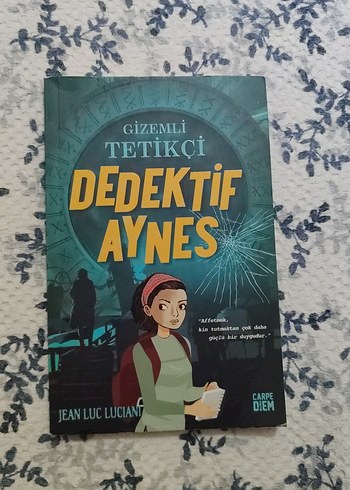 GİZEMLİ
TETİKÇİ
DEDEKTİF
AYNES
"Affetmek,
kin tutmaktan çok daha
güçlü bir duygudur."
JEAN LUC LUCIANI
CARPE
DIEM